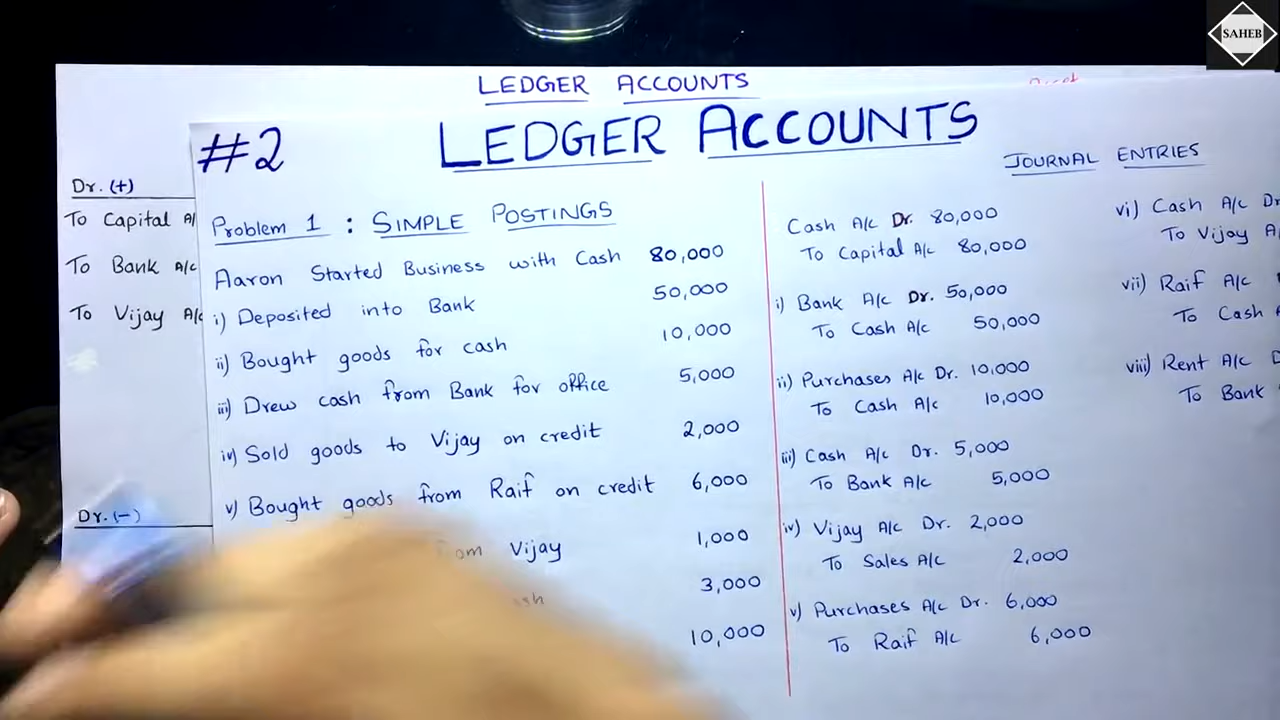 SAHEB
LEDGER ACCOUNTS
#2
LEDGER ACCOUNTS
Dr. (+)
To Capital A/
To Bank A/c
To Vijay A/c
Dr. (-)
Problem 1 : SIMPLE POSTINGS
Aaron Started Business with Cash 80,000
i) Deposited into Bank 50,000
ii) Bought goods for cash 10,000
iii) Drew cash from Bank for office 5,000
iv) Sold goods to Vijay on credit 2,000
v) Bought goods from Raif on credit 6,000
om Vijay 1,000
sh 3,000
10,000
JOURNAL ENTRIES
Cash A/c Dr. 80,000
To Capital A/c 80,000
i) Bank A/c Dr. 50,000
To Cash A/c 50,000
ii) Purchases A/c Dr. 10,000
To Cash A/c 10,000
iii) Cash A/c Dr. 5,000
To Bank A/c 5,000
iv) Vijay A/c Dr. 2,000
To Sales A/c 2,000
v) Purchases A/c Dr. 6,000
To Raif A/c 6,000
vi) Cash A/c Dr
To Vijay A/
vii) Raif A/c
To Cash
viii) Rent A/c D
To Bank